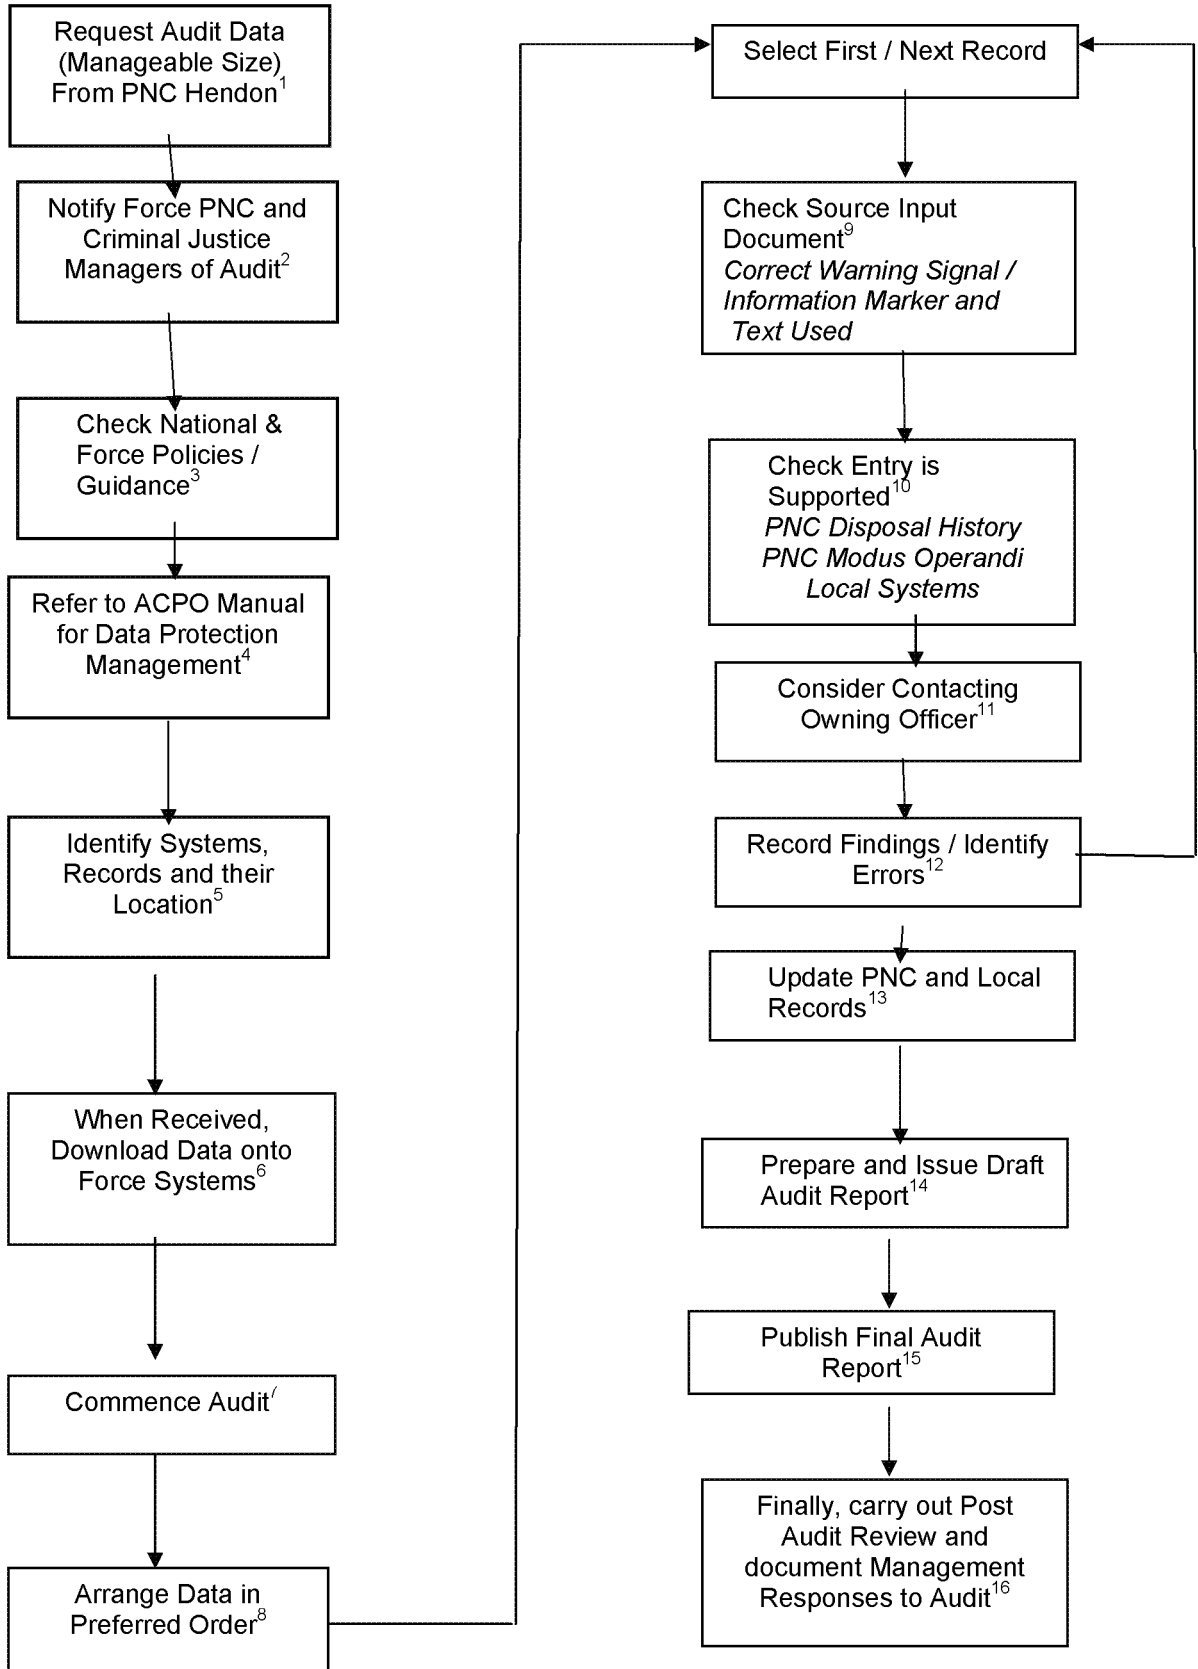 Request Audit Data
(Manageable Size)
From PNC Hendon1
Notify Force PNC and
Criminal Justice
Managers of Audit2
Check National &
Force Policies /
Guidance3
Refer to ACPO Manual
for Data Protection
Management4
Identify Systems,
Records and their
Location5
When Received,
Download Data onto
Force Systems6
Commence Audit7
Arrange Data in
Preferred Order8
Select First / Next Record
Check Source Input
Document9
Correct Warning Signal /
Information Marker and
Text Used
Check Entry is
Supported10
PNC Disposal History
PNC Modus Operandi
Local Systems
Consider Contacting
Owning Officer11
Record Findings / Identify
Errors12
Update PNC and Local
Records13
Prepare and Issue Draft
Audit Report14
Publish Final Audit
Report15
Finally, carry out Post
Audit Review and
document Management
Responses to Audit16